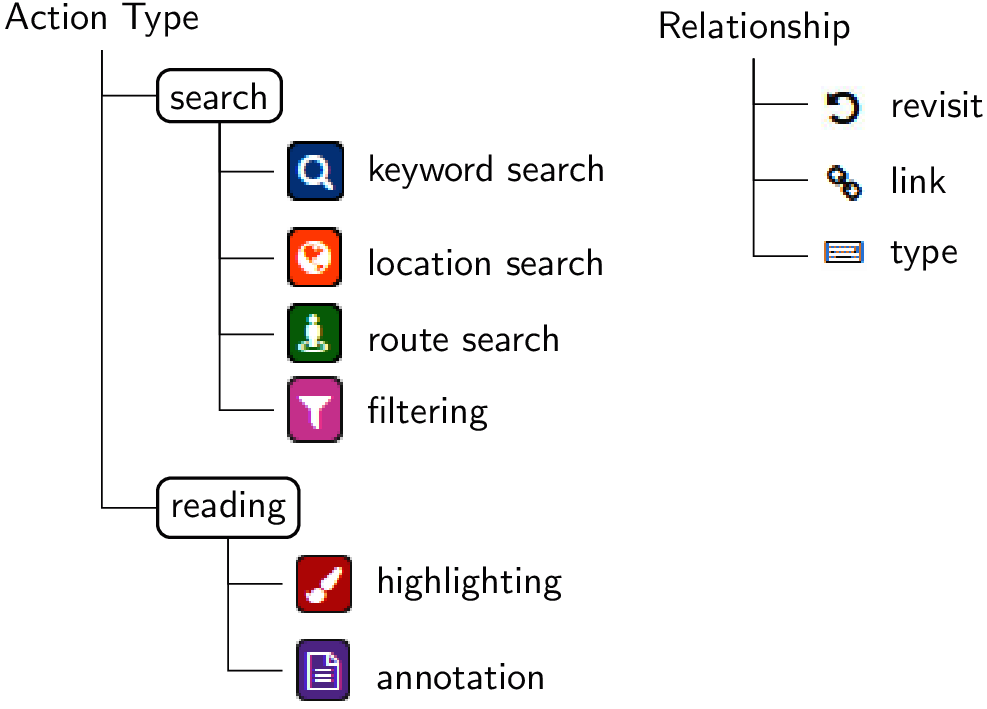 Action Type
search
keyword search
location search
route search
filtering
reading
highlighting
annotation
Relationship
revisit
link
type